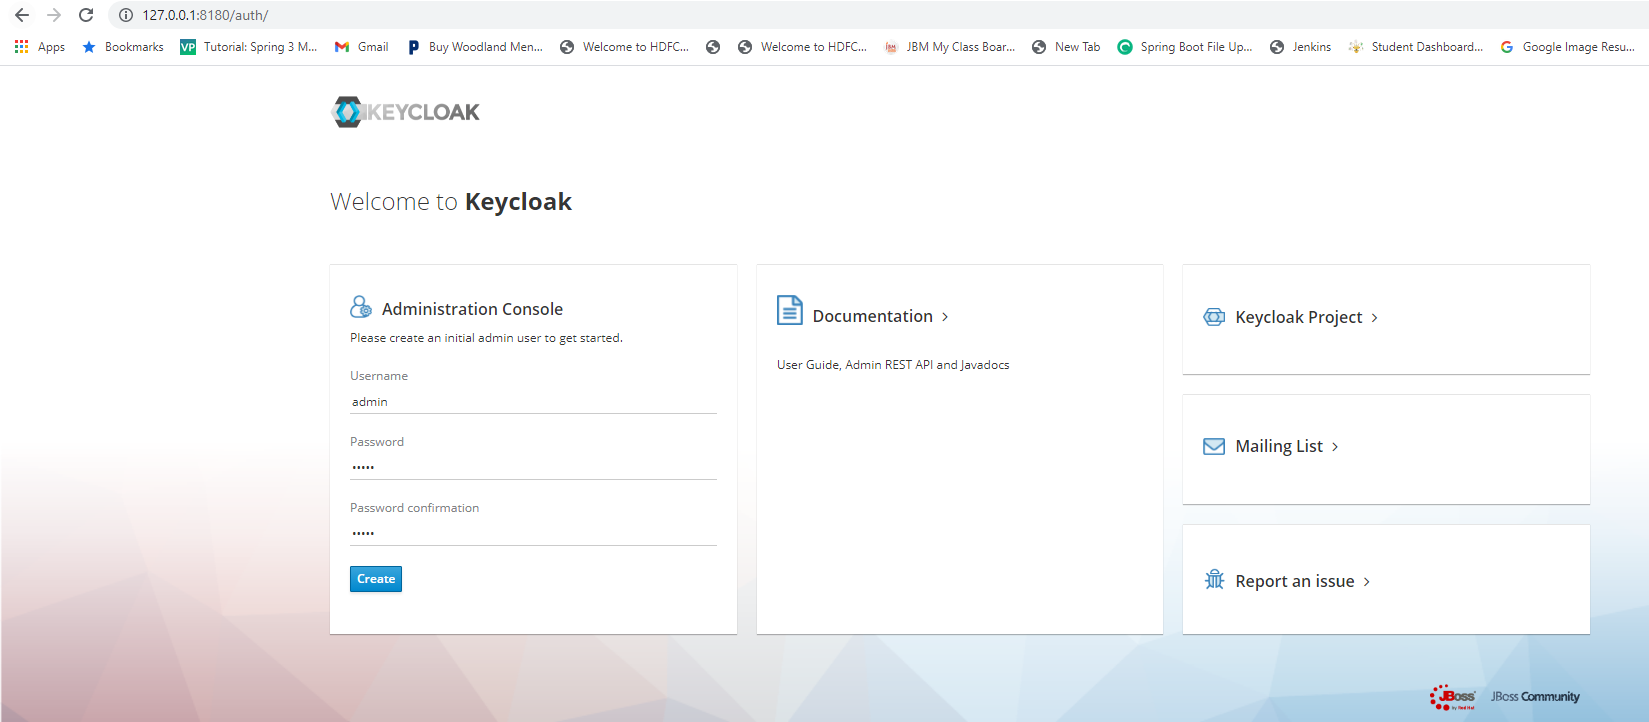 127.0.0.1:8180/auth/
Apps Bookmarks VP Tutorial: Spring 3 M... Gmail Buy Woodland Men... Welcome to HDFC... Welcome to HDFC... JBM My Class Boar... New Tab Spring Boot File Up... Jenkins Student Dashboard... Google Image Resu...
KEYCLOAK
Welcome to Keycloak
Administration Console
Please create an initial admin user to get started.
Username
admin
Password
•••••
Password confirmation
•••••
Create
Documentation >
User Guide, Admin REST API and Javadocs
Keycloak Project >
Mailing List >
Report an issue >
JBoss by Red Hat JBoss Community